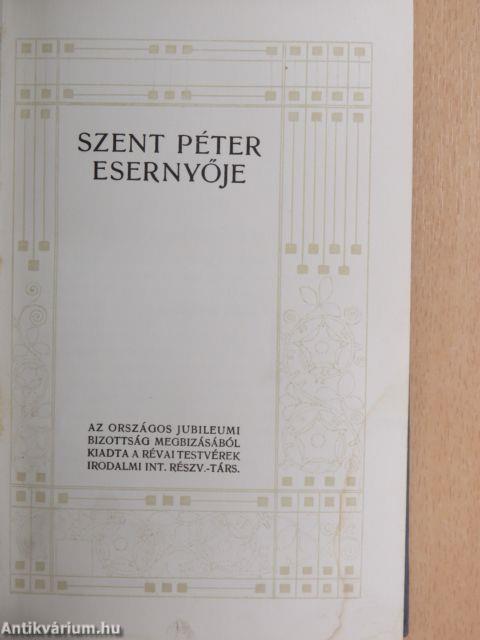 SZENT PÉTER
ESERNYŐJE
AZ ORSZÁGOS JUBILEUMI
BIZOTTSÁG MEGBIZÁSÁBÓL
KIADTA A RÉVAI TESTVÉREK
IRODALMI INT. RÉSZV.-TÁRS.
Antikvárium.hu